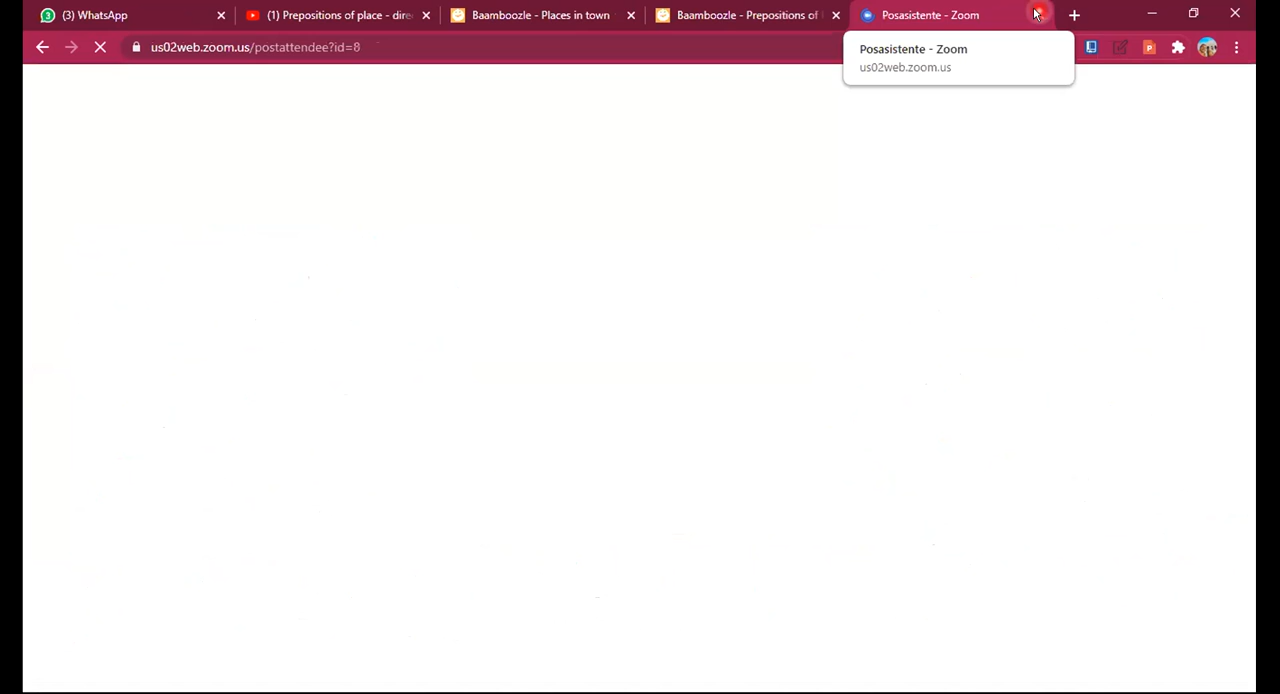 (3) WhatsApp
(1) Prepositions of place - dire
Baamboozle - Places in town
Baamboozle - Prepositions of
Posasistente - Zoom
us02web.zoom.us/postattendee?id=8
Posasistente - Zoom
us02web.zoom.us